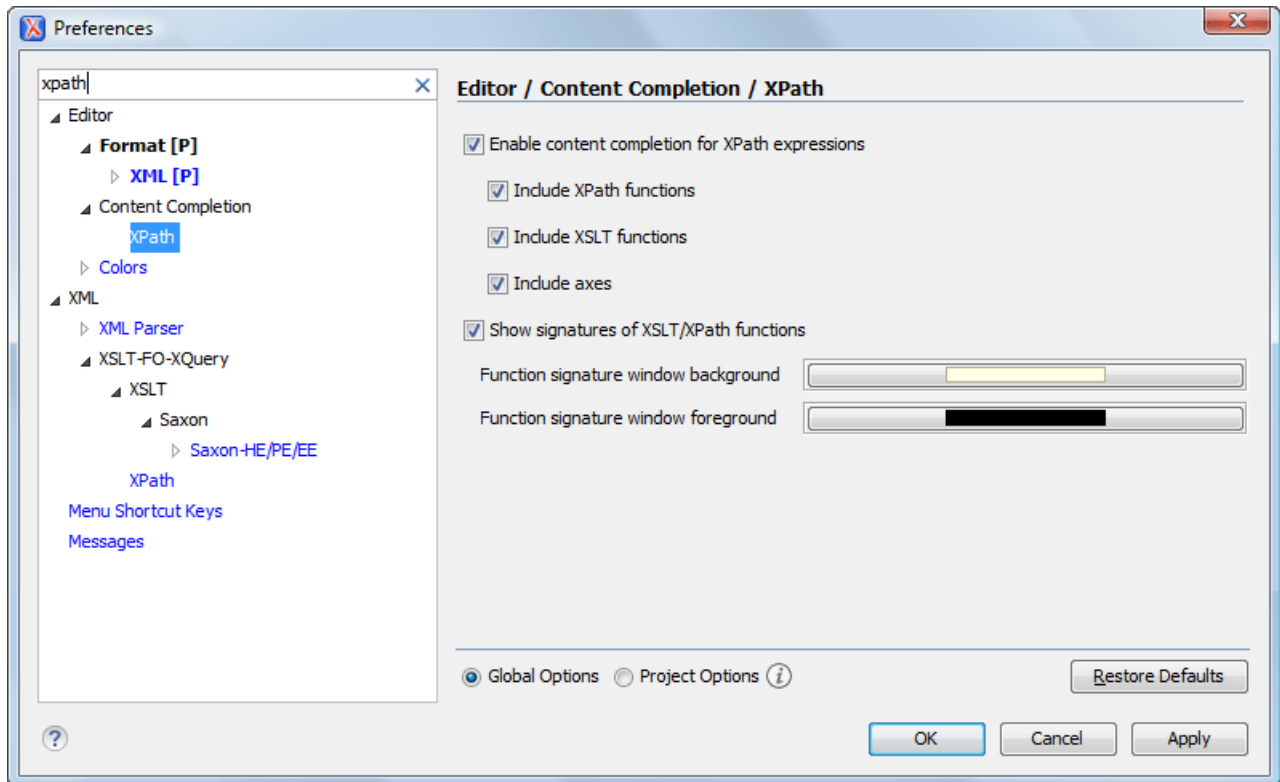 Preferences
xpath
Editor
Format [P]
XML [P]
Content Completion
XPath
Colors
XML
XML Parser
XSLT-FO-XQuery
XSLT
Saxon
Saxon-HE/PE/EE
XPath
Menu Shortcut Keys
Messages
Editor / Content Completion / XPath
Enable content completion for XPath expressions
Include XPath functions
Include XSLT functions
Include axes
Show signatures of XSLT/XPath functions
Function signature window background
Function signature window foreground
Global Options Project Options i
Restore Defaults
? OK Cancel Apply